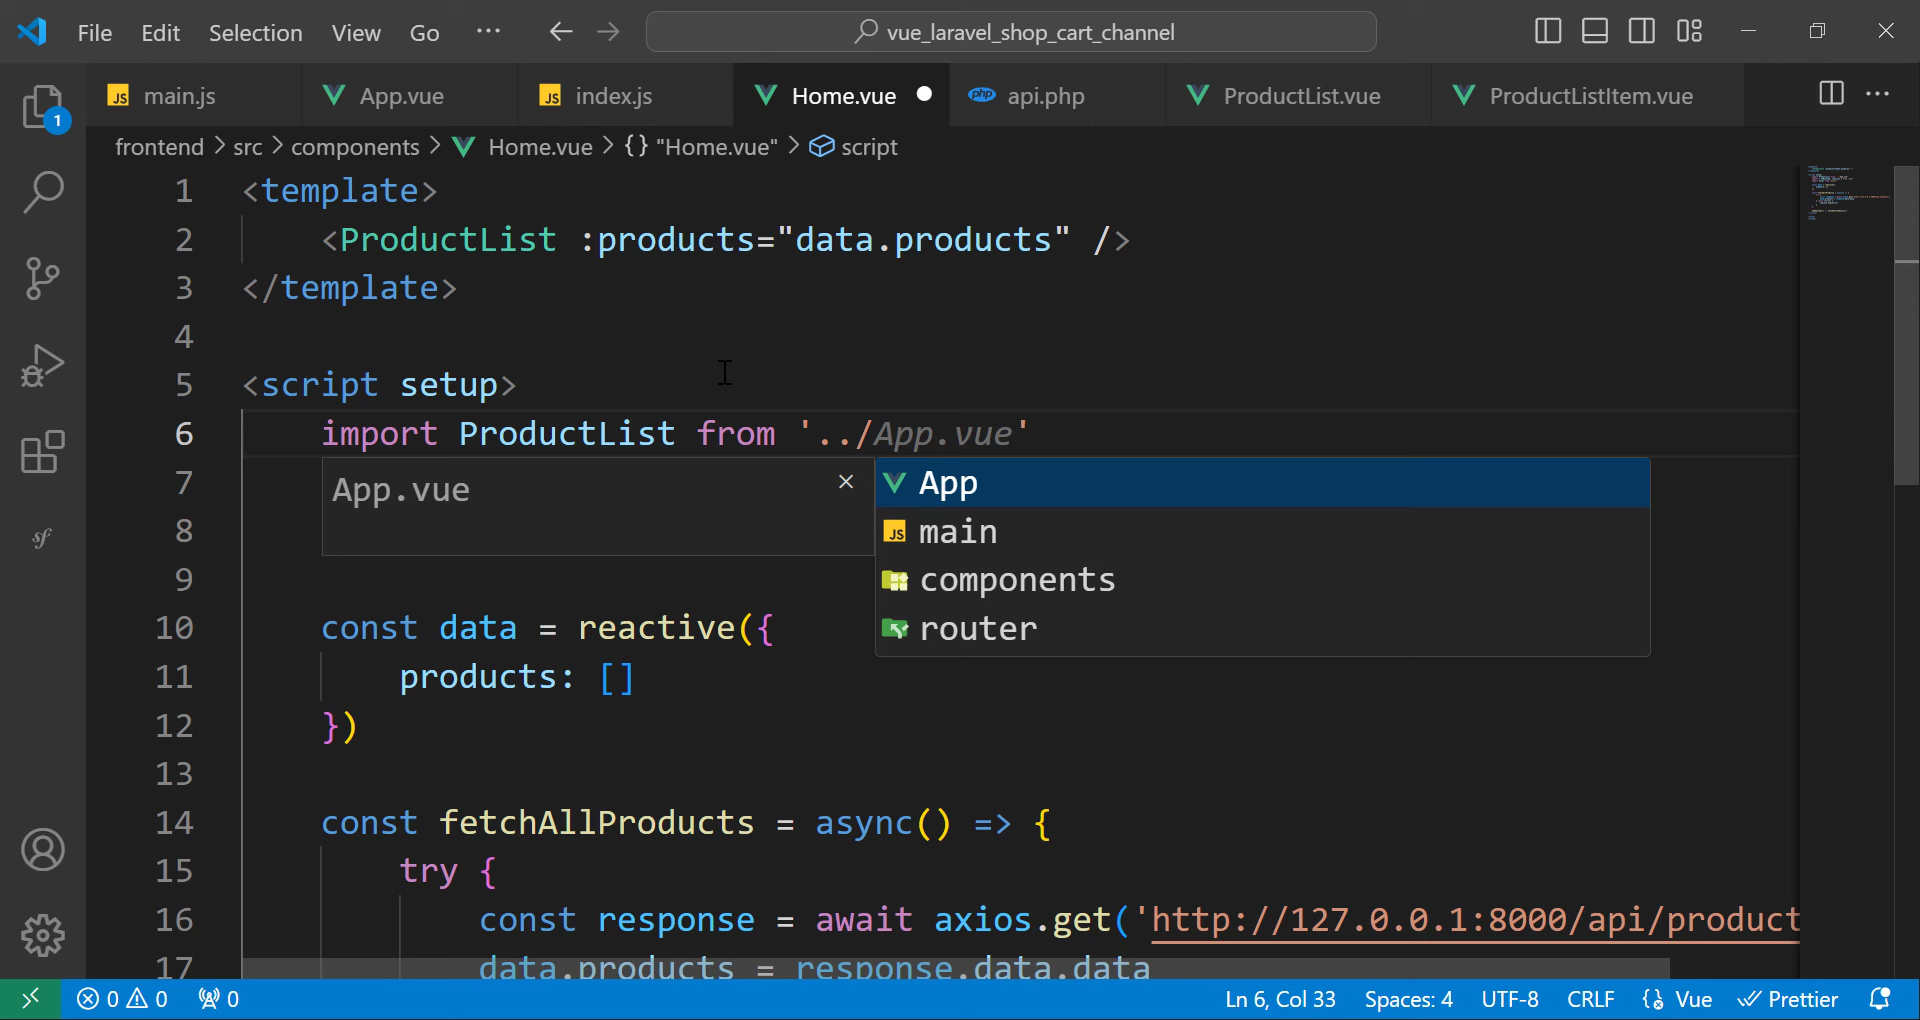 File Edit Selection View Go ··· vue_laravel_shop_cart_channel
JS main.js App.vue JS index.js Home.vue php api.php ProductList.vue ProductListItem.vue
frontend > src > components > Home.vue > {} "Home.vue" > script
1 <template>
2 <ProductList :products="data.products" />
3 </template>
4
5 <script setup>
6 import ProductList from '../App.vue'
7 App.vue × App
8 JS main
9 components
10 const data = reactive({ router
11 products: []
12 })
13
14 const fetchAllProducts = async() => {
15 try {
16 const response = await axios.get('http://127.0.0.1:8000/api/product
17 data.products = response.data.data
1
sf
0 0 0 Ln 6, Col 33 Spaces: 4 UTF-8 CRLF {} Vue Prettier